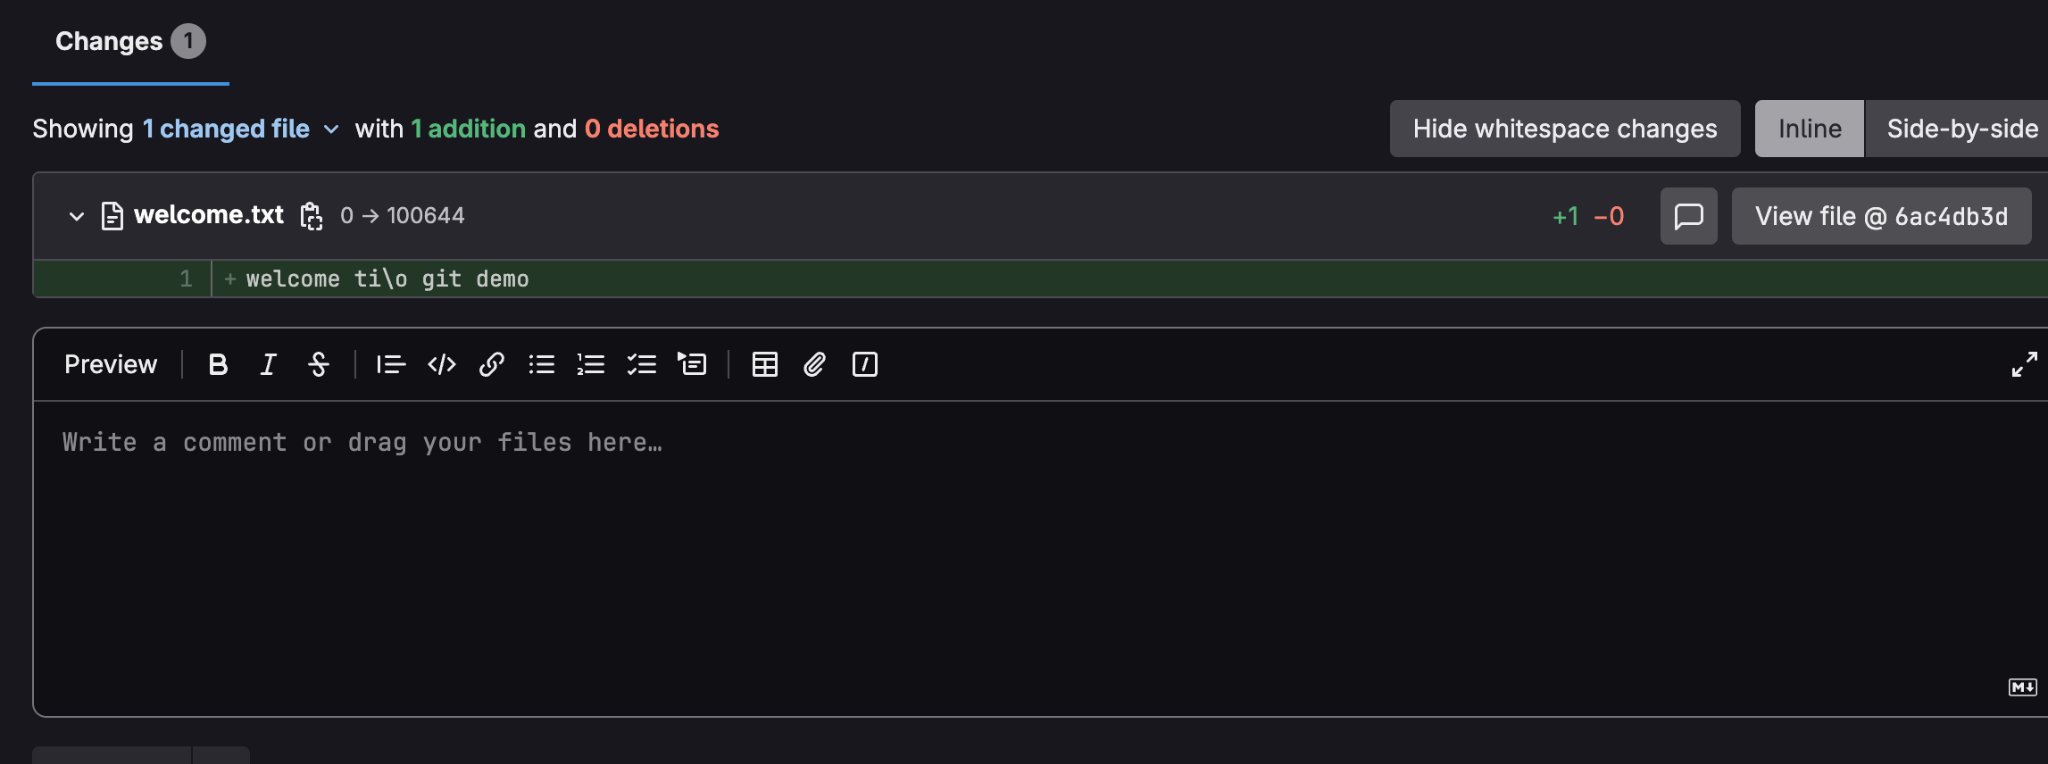 Changes 1
Showing 1 changed file with 1 addition and 0 deletions Hide whitespace changes Inline Side-by-side
welcome.txt 0 → 100644 +1 −0 View file @ 6ac4db3d
1 + welcome ti\o git demo
Preview
Write a comment or drag your files here…